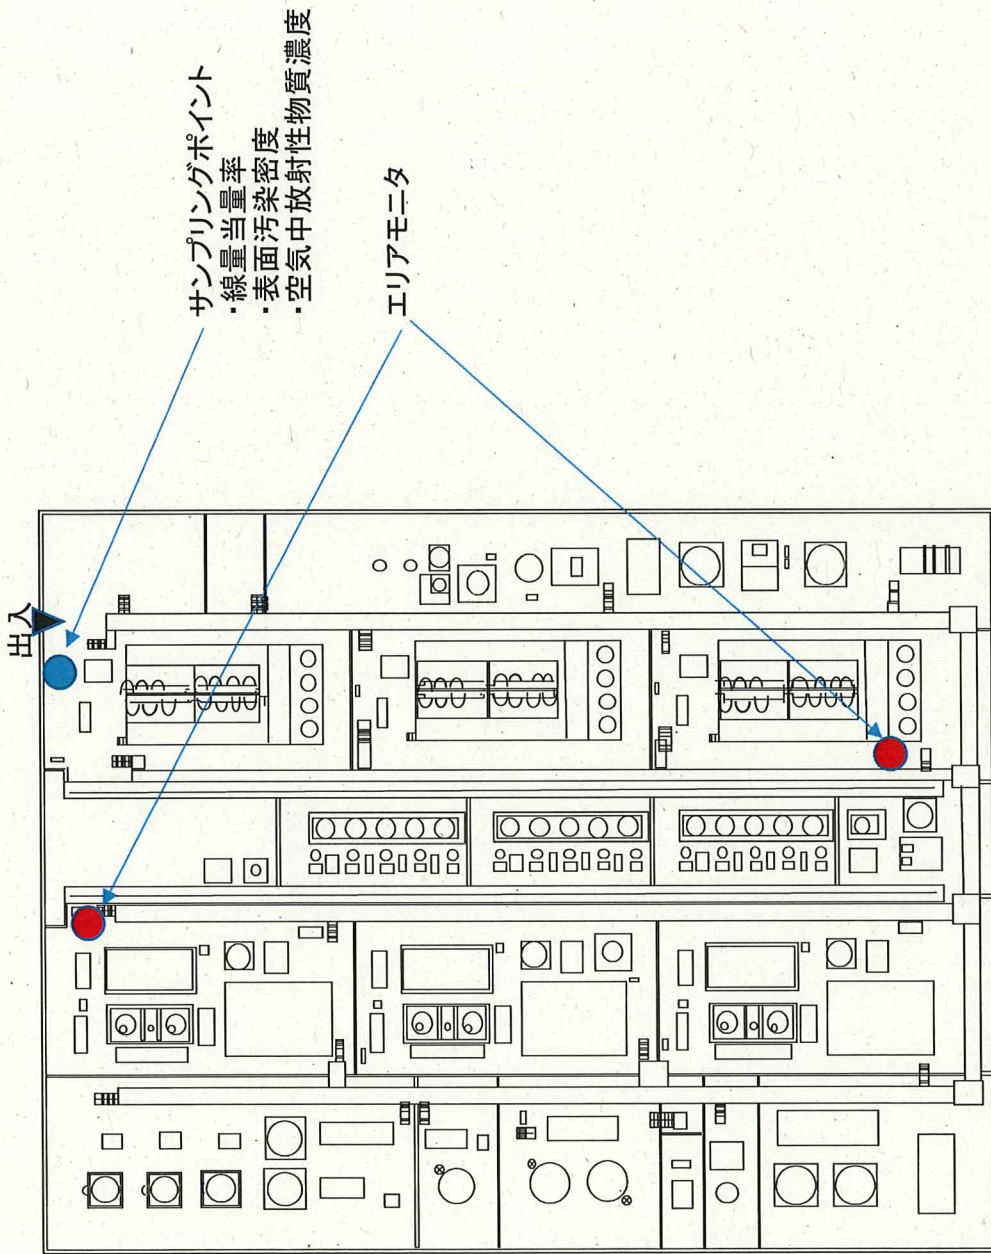 サンプリングポイント
・線量当量率
・表面汚染密度
・空気中放射性物質濃度
エリアモニタ
出入